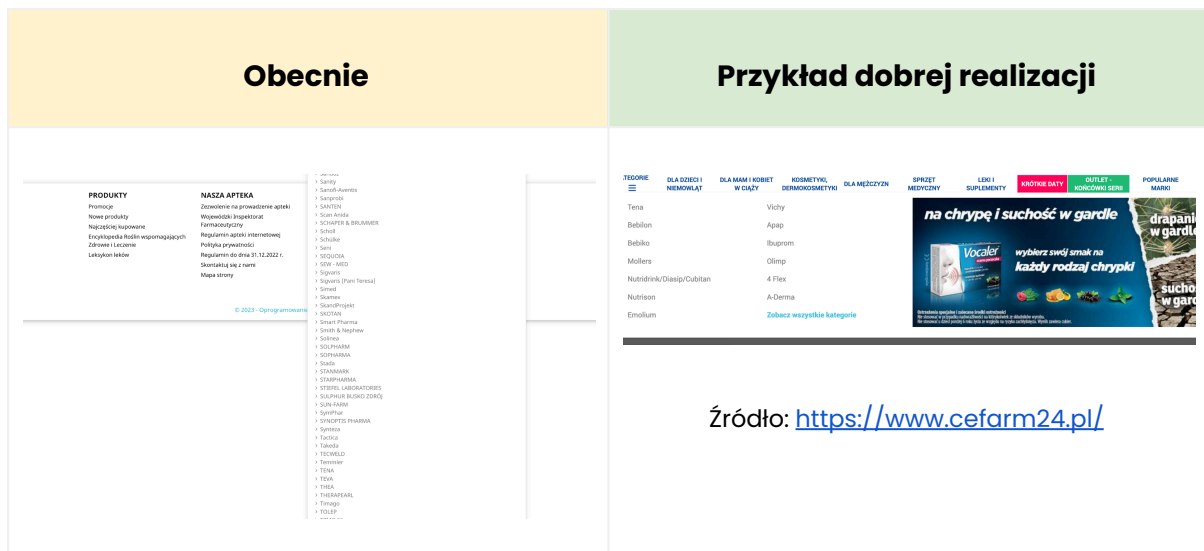 Obecnie
Przykład dobrej realizacji
PRODUKTY
Promocje
Nowe produkty
Najczęściej kupowane
Encyklopedia Roślin wspomagających
Zdrowie i Leczenie
Leksykon leków
NASZA APTEKA
Zezwolenie na prowadzenie apteki
Wojewódzki Inspektorat
Farmaceutyczny
Regulamin apteki internetowej
Polityka prywatności
Regulamin do dnia 31.12.2022 r.
Skontaktuj się z nami
Mapa strony
© 2023 - Oprogramowanie
> Sanity
> Sanofi-Aventis
> Sanprobi
> SANTEN
> Scan Anida
> SCHAPER & BRUMMER
> Scholl
> Schülke
> Seni
> SEQUOIA
> SEW - MED
> Sigvaris
> Sigvaris (Pani Teresa)
> Simed
> Skamex
> SkandProjekt
> SKOTAN
> Smart Pharma
> Smith & Nephew
> Solinea
> SOLPHARM
> SOPHARMA
> Stada
> STANMARK
> STARPHARMA
> STIEFEL LABORATORIES
> SULPHUR BUSKO ZDRÓJ
> SUN-FARM
> SymPhar
> SYNOPTIS PHARMA
> Synteza
> Tactica
> Takeda
> TECWELD
> Temmler
> TENA
> TEVA
> THEA
> THERAPEARL
> Timago
> TOLEP
DLA DZIECI I
NIEMOWLĄT
DLA MAM I KOBIET
W CIĄŻY
KOSMETYKI,
DERMOKOSMETYKI
DLA MĘŻCZYZN
SPRZĘT
MEDYCZNY
LEKI I
SUPLEMENTY
KRÓTKIE DATY
OUTLET -
KOŃCÓWKI SERII
POPULARNE
MARKI
Tena
Bebilon
Bebiko
Mollers
Nutridrink/Diasip/Cubitan
Nutrison
Emolium
Vichy
Apap
Ibuprom
Olimp
4 Flex
A-Derma
Zobacz wszystkie kategorie
na chrypę i suchość w gardle
Vocaler
wybierz swój smak na
każdy rodzaj chrypki
w gardle
Źródło: https://www.cefarm24.pl/